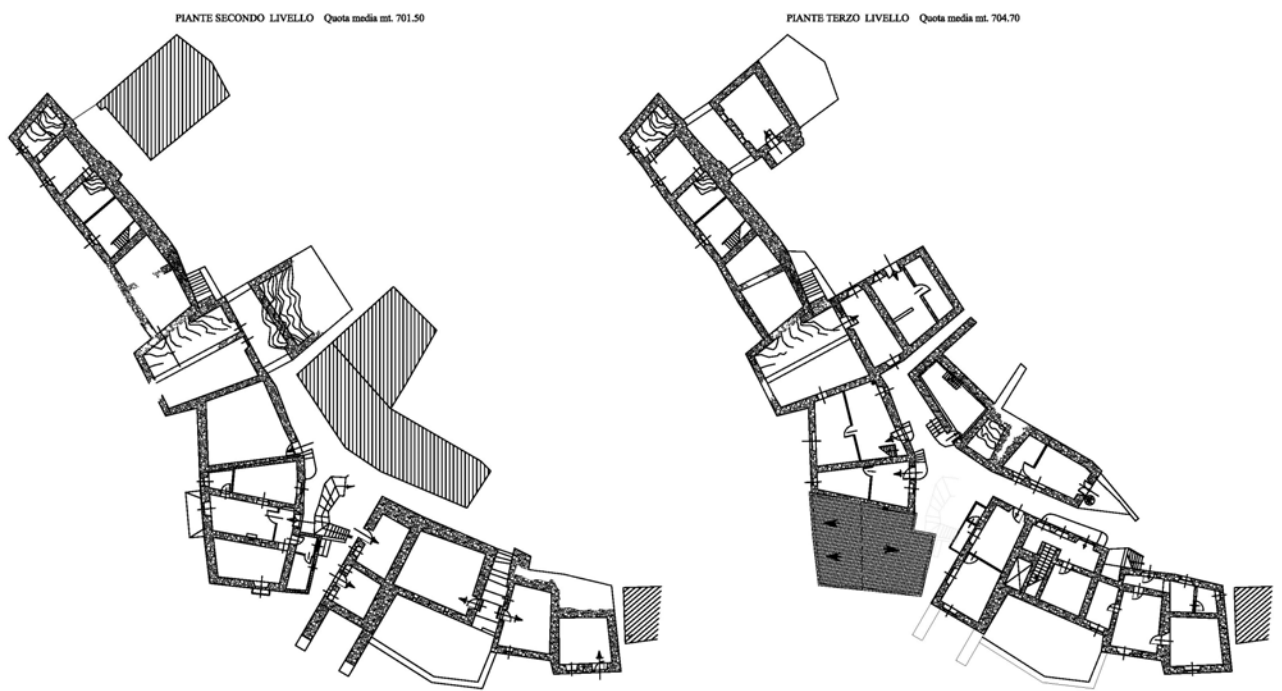 PIANTE SECONDO LIVELLO Quota media mt. 701.50
PIANTE TERZO LIVELLO Quota media mt. 704.70